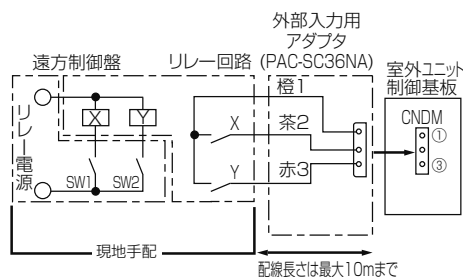 外部入力用
アダプタ
(PAC-SC36NA)
遠方制御盤
リレー回路
室外ユニット
制御基板
リレー電源
X
Y
SW1
SW2
X
Y
橙1
茶2
赤3
CNDM
①
③
現地手配
配線長さは最大10mまで